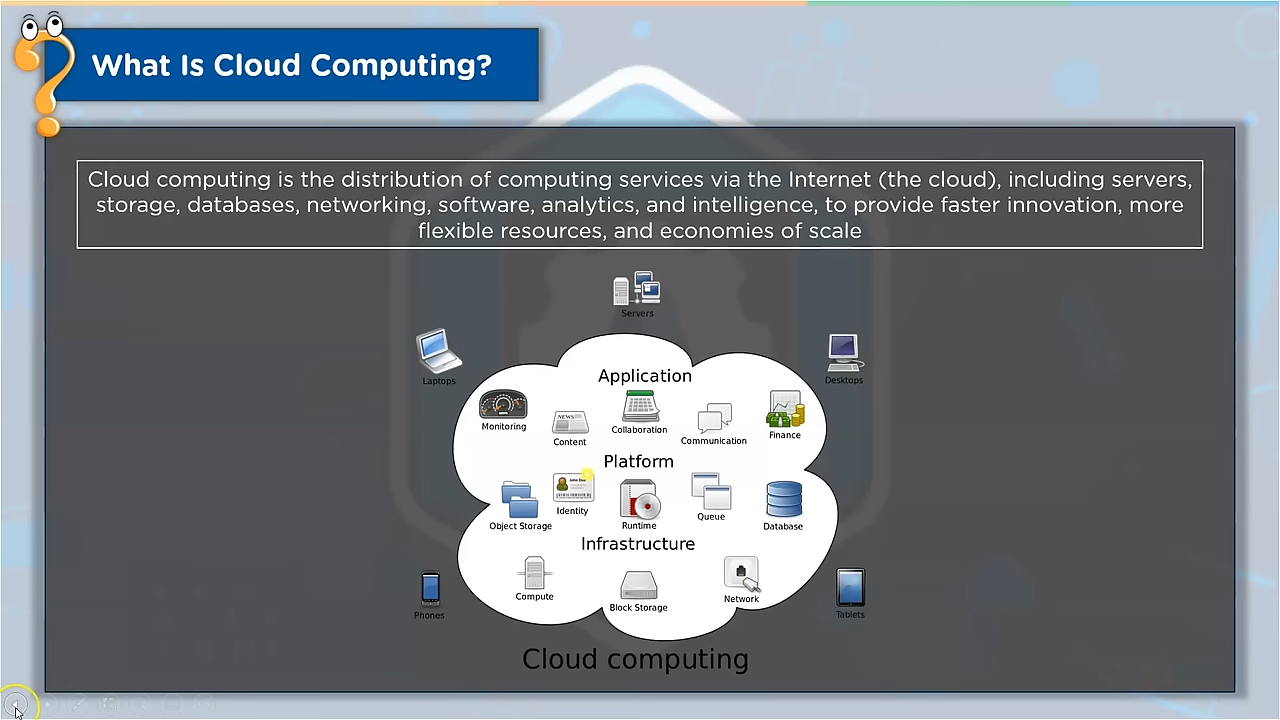 What Is Cloud Computing?
Cloud computing is the distribution of computing services via the Internet (the cloud), including servers,
storage, databases, networking, software, analytics, and intelligence, to provide faster innovation, more
flexible resources, and economies of scale
Servers
Laptops
Desktops
Application
Monitoring
Content
Collaboration
Communication
Finance
NEWS
Platform
Object Storage
Identity
Runtime
Queue
Database
Infrastructure
Compute
Block Storage
Network
Phones
Tablets
Cloud computing